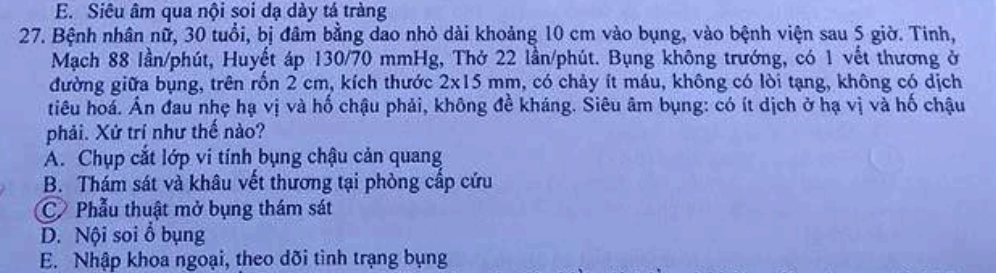 E. Siêu âm qua nội soi dạ dày tá tràng
27. Bệnh nhân nữ, 30 tuổi, bị đâm bằng dao nhỏ dài khoảng 10 cm vào bụng, vào bệnh viện sau 5 giờ. Tỉnh,
Mạch 88 lần/phút, Huyết áp 130/70 mmHg, Thở 22 lần/phút. Bụng không trướng, có 1 vết thương ở
đường giữa bụng, trên rốn 2 cm, kích thước 2x15 mm, có chảy ít máu, không có lòi tạng, không có dịch
tiêu hoá. Ấn đau nhẹ hạ vị và hố chậu phải, không đề kháng. Siêu âm bụng: có ít dịch ở hạ vị và hố chậu
phải. Xử trí như thế nào?
A. Chụp cắt lớp vi tính bụng chậu cản quang
B. Thám sát và khâu vết thương tại phòng cấp cứu
C. Phẫu thuật mở bụng thám sát
D. Nội soi ổ bụng
E. Nhập khoa ngoại, theo dõi tình trạng bụng